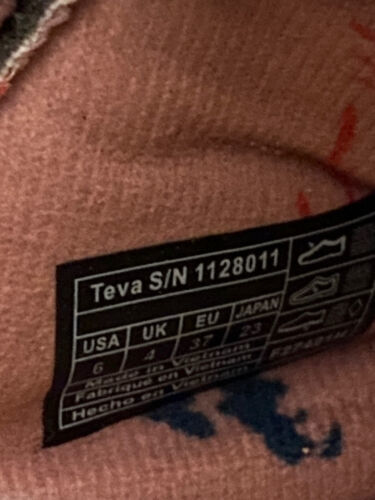 Teva S/N 1128011
USA UK EU JAPAN
6 4 37 23
Made in Vietnam
Fabriqué en Vietnam
Hecho en Vietnam